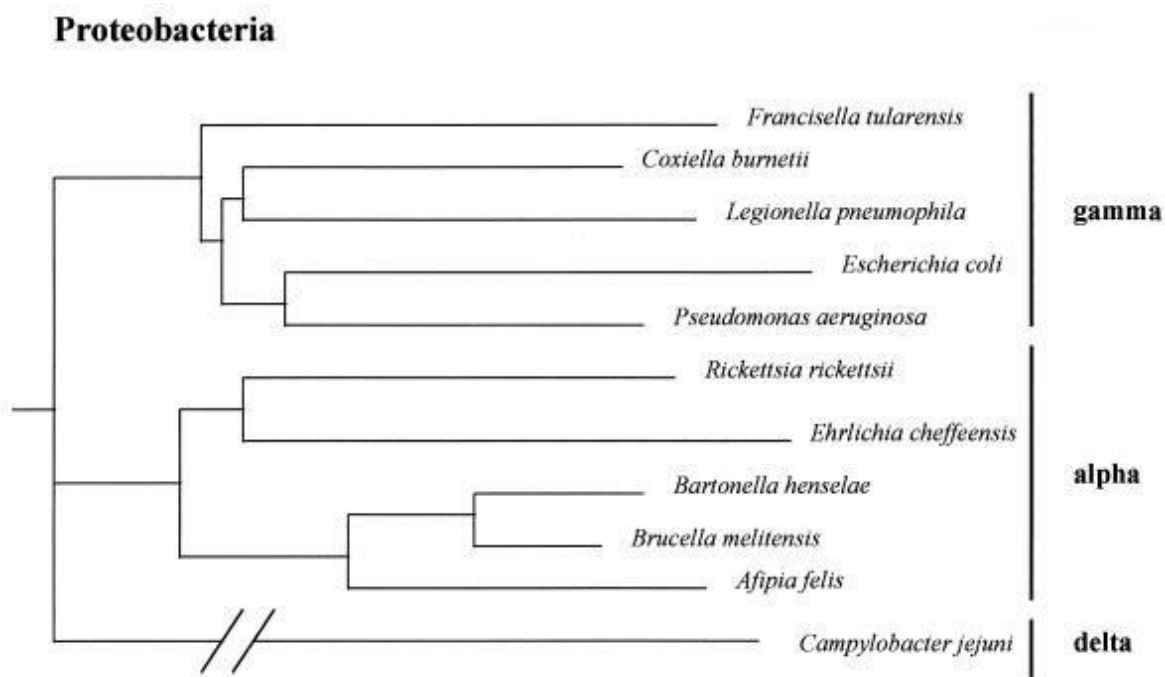 Proteobacteria
Francisella tularensis
Coxiella burnetii
Legionella pneumophila
gamma
Escherichia coli
Pseudomonas aeruginosa
Rickettsia rickettsii
Ehrlichia cheffeensis
Bartonella henselae
alpha
Brucella melitensis
Afipia felis
Campylobacter jejuni
delta